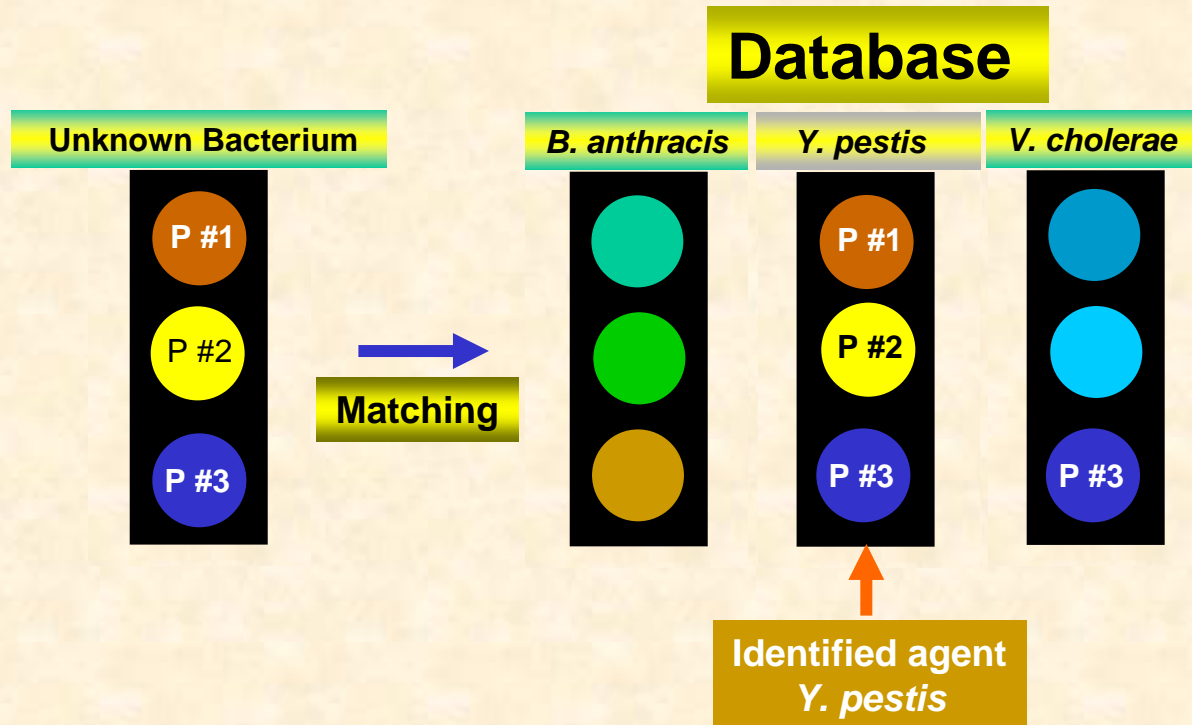 Database
Unknown Bacterium
B. anthracis
Y. pestis
V. cholerae
P #1
P #2
P #3
Matching
P #1
P #2
P #3
P #3
Identified agent
Y. pestis